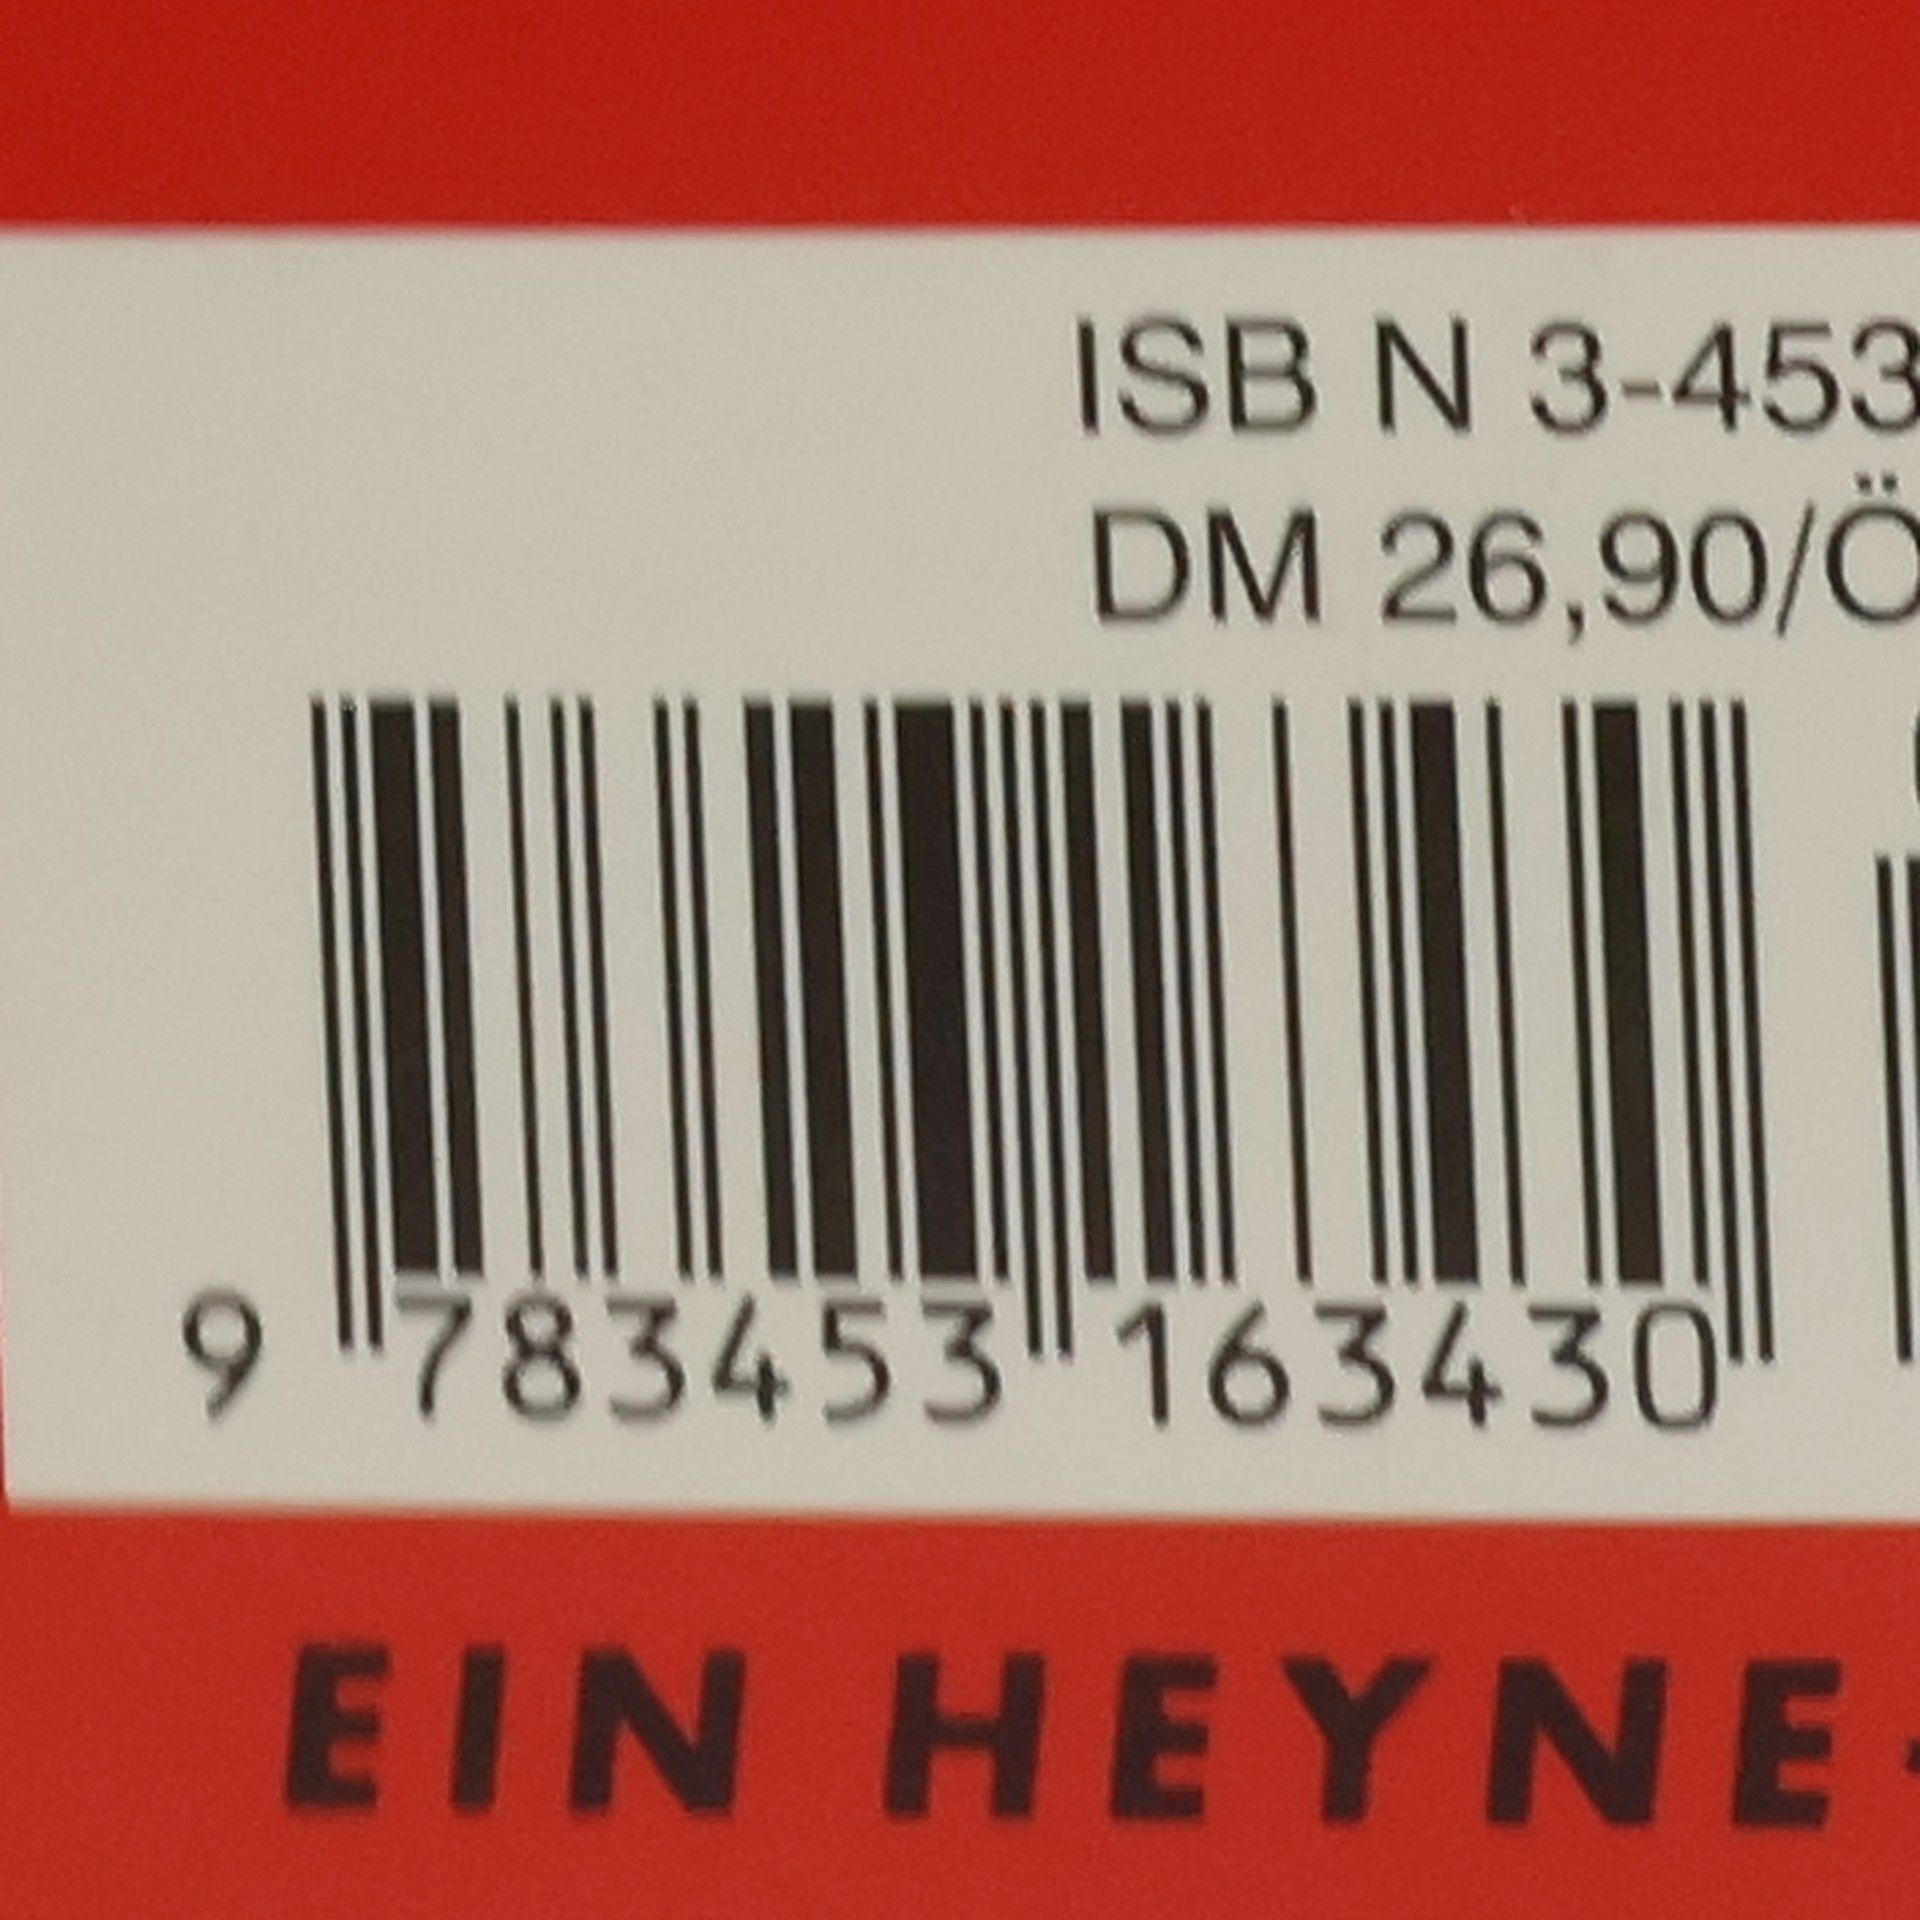 ISB N 3-453
DM 26,90/Ö
9 783453 163430
EIN HEYNE-